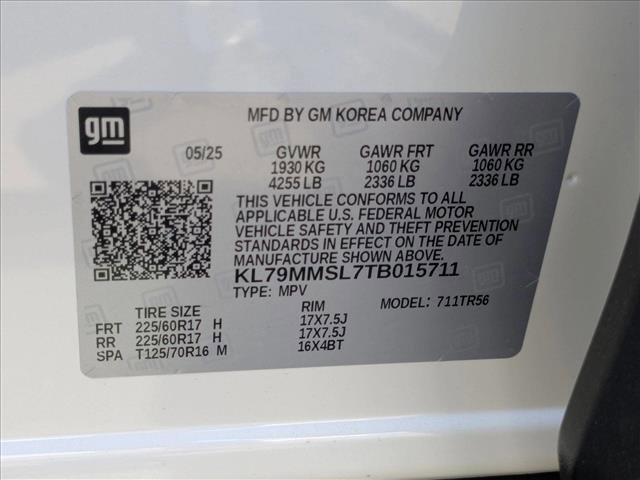 gm
MFD BY GM KOREA COMPANY
05/25 GVWR GAWR FRT GAWR RR
1930 KG 1060 KG 1060 KG
4255 LB 2336 LB 2336 LB
THIS VEHICLE CONFORMS TO ALL
APPLICABLE U.S. FEDERAL MOTOR
VEHICLE SAFETY AND THEFT PREVENTION
STANDARDS IN EFFECT ON THE DATE OF
MANUFACTURE SHOWN ABOVE.
KL79MMSL7TB015711
TYPE: MPV MODEL: 711TR56
TIRE SIZE RIM
FRT 225/60R17 H 17X7.5J
RR 225/60R17 H 17X7.5J
SPA T125/70R16 M 16X4BT